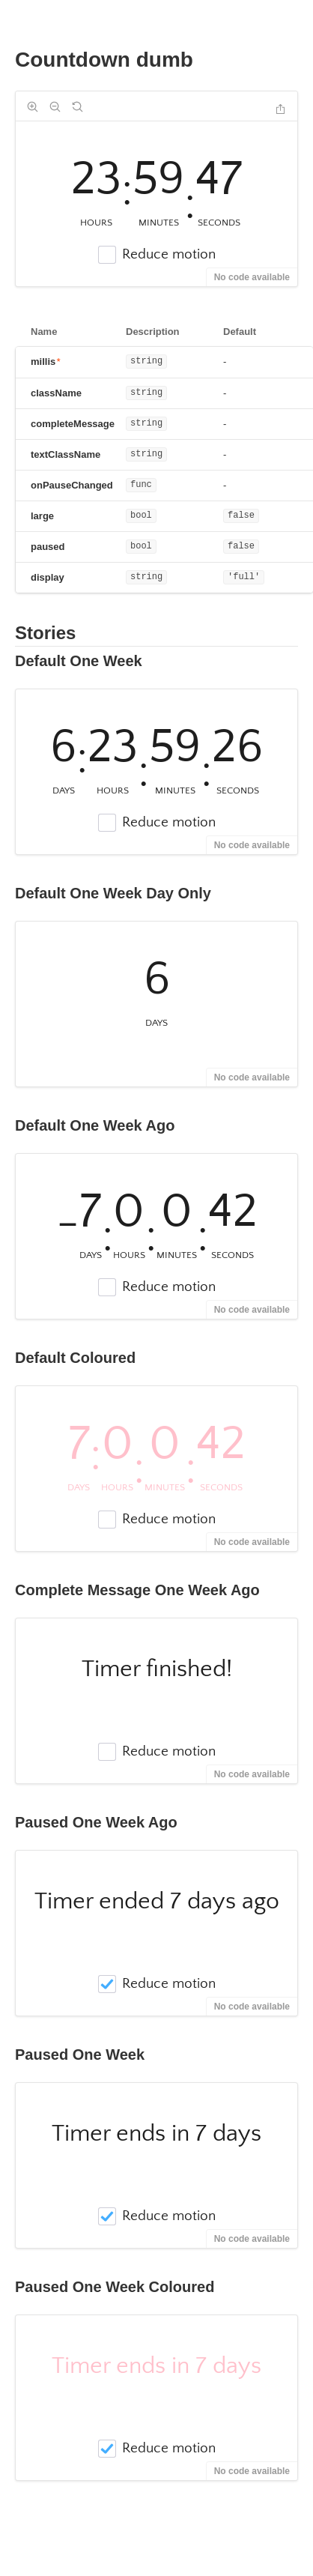 Countdown dumb
23:59:47
HOURS MINUTES SECONDS
Reduce motion
No code available
Name Description Default
millis* string -
className string -
completeMessage string -
textClassName string -
onPauseChanged func -
large bool false
paused bool false
display string 'full'
Stories
Default One Week
6:23:59:26
DAYS HOURS MINUTES SECONDS
Reduce motion
No code available
Default One Week Day Only
6
DAYS
No code available
Default One Week Ago
-7:0:0:42
DAYS HOURS MINUTES SECONDS
Reduce motion
No code available
Default Coloured
7:0:0:42
DAYS HOURS MINUTES SECONDS
Reduce motion
No code available
Complete Message One Week Ago
Timer finished!
Reduce motion
No code available
Paused One Week Ago
Timer ended 7 days ago
Reduce motion
No code available
Paused One Week
Timer ends in 7 days
Reduce motion
No code available
Paused One Week Coloured
Timer ends in 7 days
Reduce motion
No code available